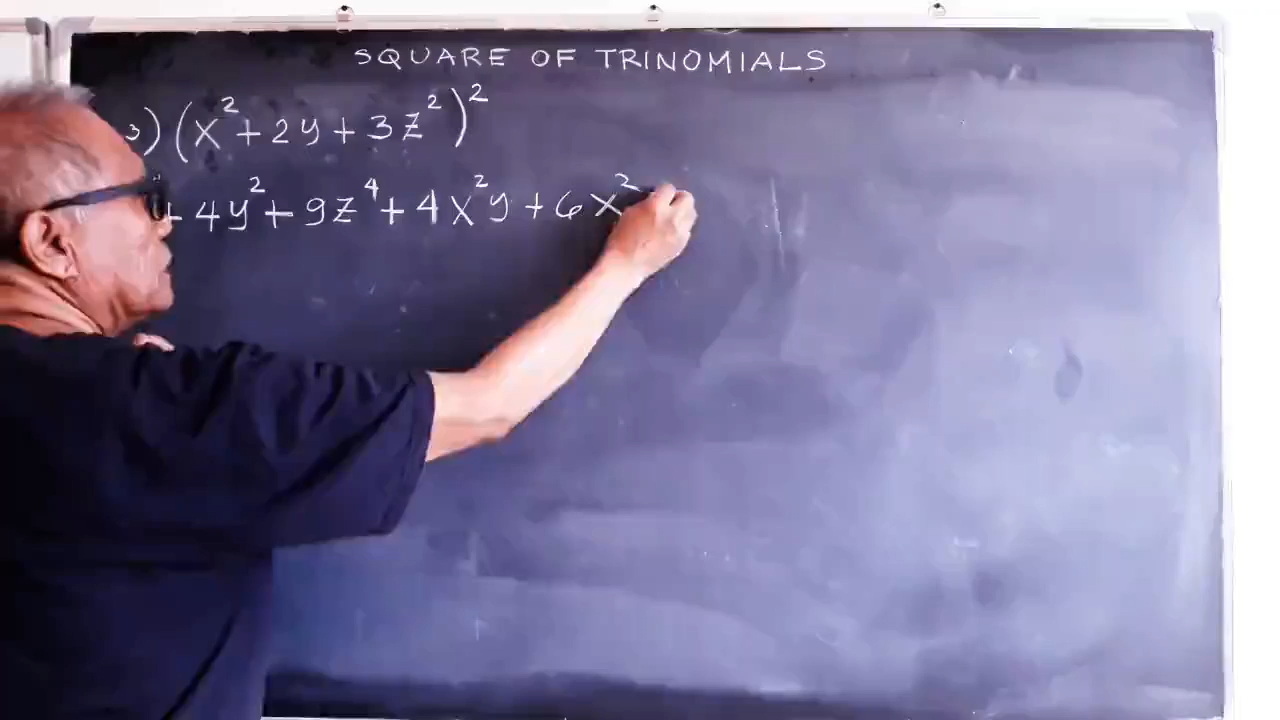 SQUARE OF TRINOMIALS
3) (x² + 2y + 3z²)²
+ 4y² + 9z⁴ + 4x²y + 6x²